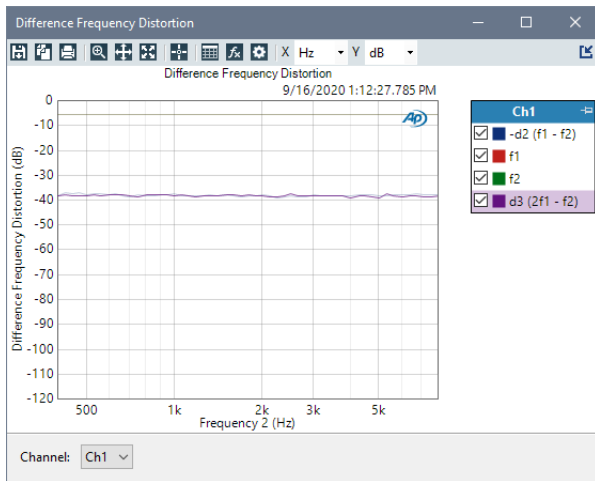 Difference Frequency Distortion
X Hz Y dB
Difference Frequency Distortion
9/16/2020 1:12:27.785 PM
AP
Difference Frequency Distortion (dB)
0
-10
-20
-30
-40
-50
-60
-70
-80
-90
-100
-110
-120
500 1k 2k 3k 5k
Frequency 2 (Hz)
Ch1
-d2 (f1 - f2)
f1
f2
d3 (2f1 - f2)
Channel: Ch1